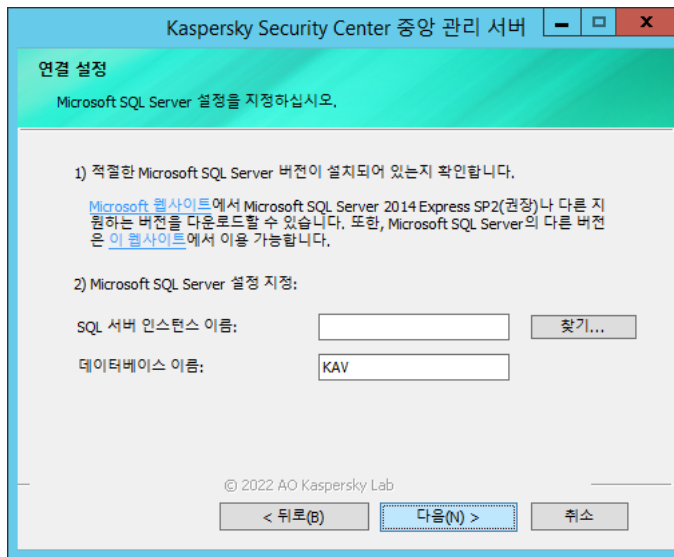 Kaspersky Security Center 중앙 관리 서버
연결 설정
Microsoft SQL Server 설정을 지정하십시오.
1) 적절한 Microsoft SQL Server 버전이 설치되어 있는지 확인합니다.
Microsoft 웹사이트에서 Microsoft SQL Server 2014 Express SP2(권장)나 다른 지
원하는 버전을 다운로드할 수 있습니다. 또한, Microsoft SQL Server의 다른 버전
은 이 웹사이트에서 이용 가능합니다.
2) Microsoft SQL Server 설정 지정:
SQL 서버 인스턴스 이름:
찾기...
데이터베이스 이름:
KAV
© 2022 AO Kaspersky Lab
< 뒤로(B)
다음(N) >
취소